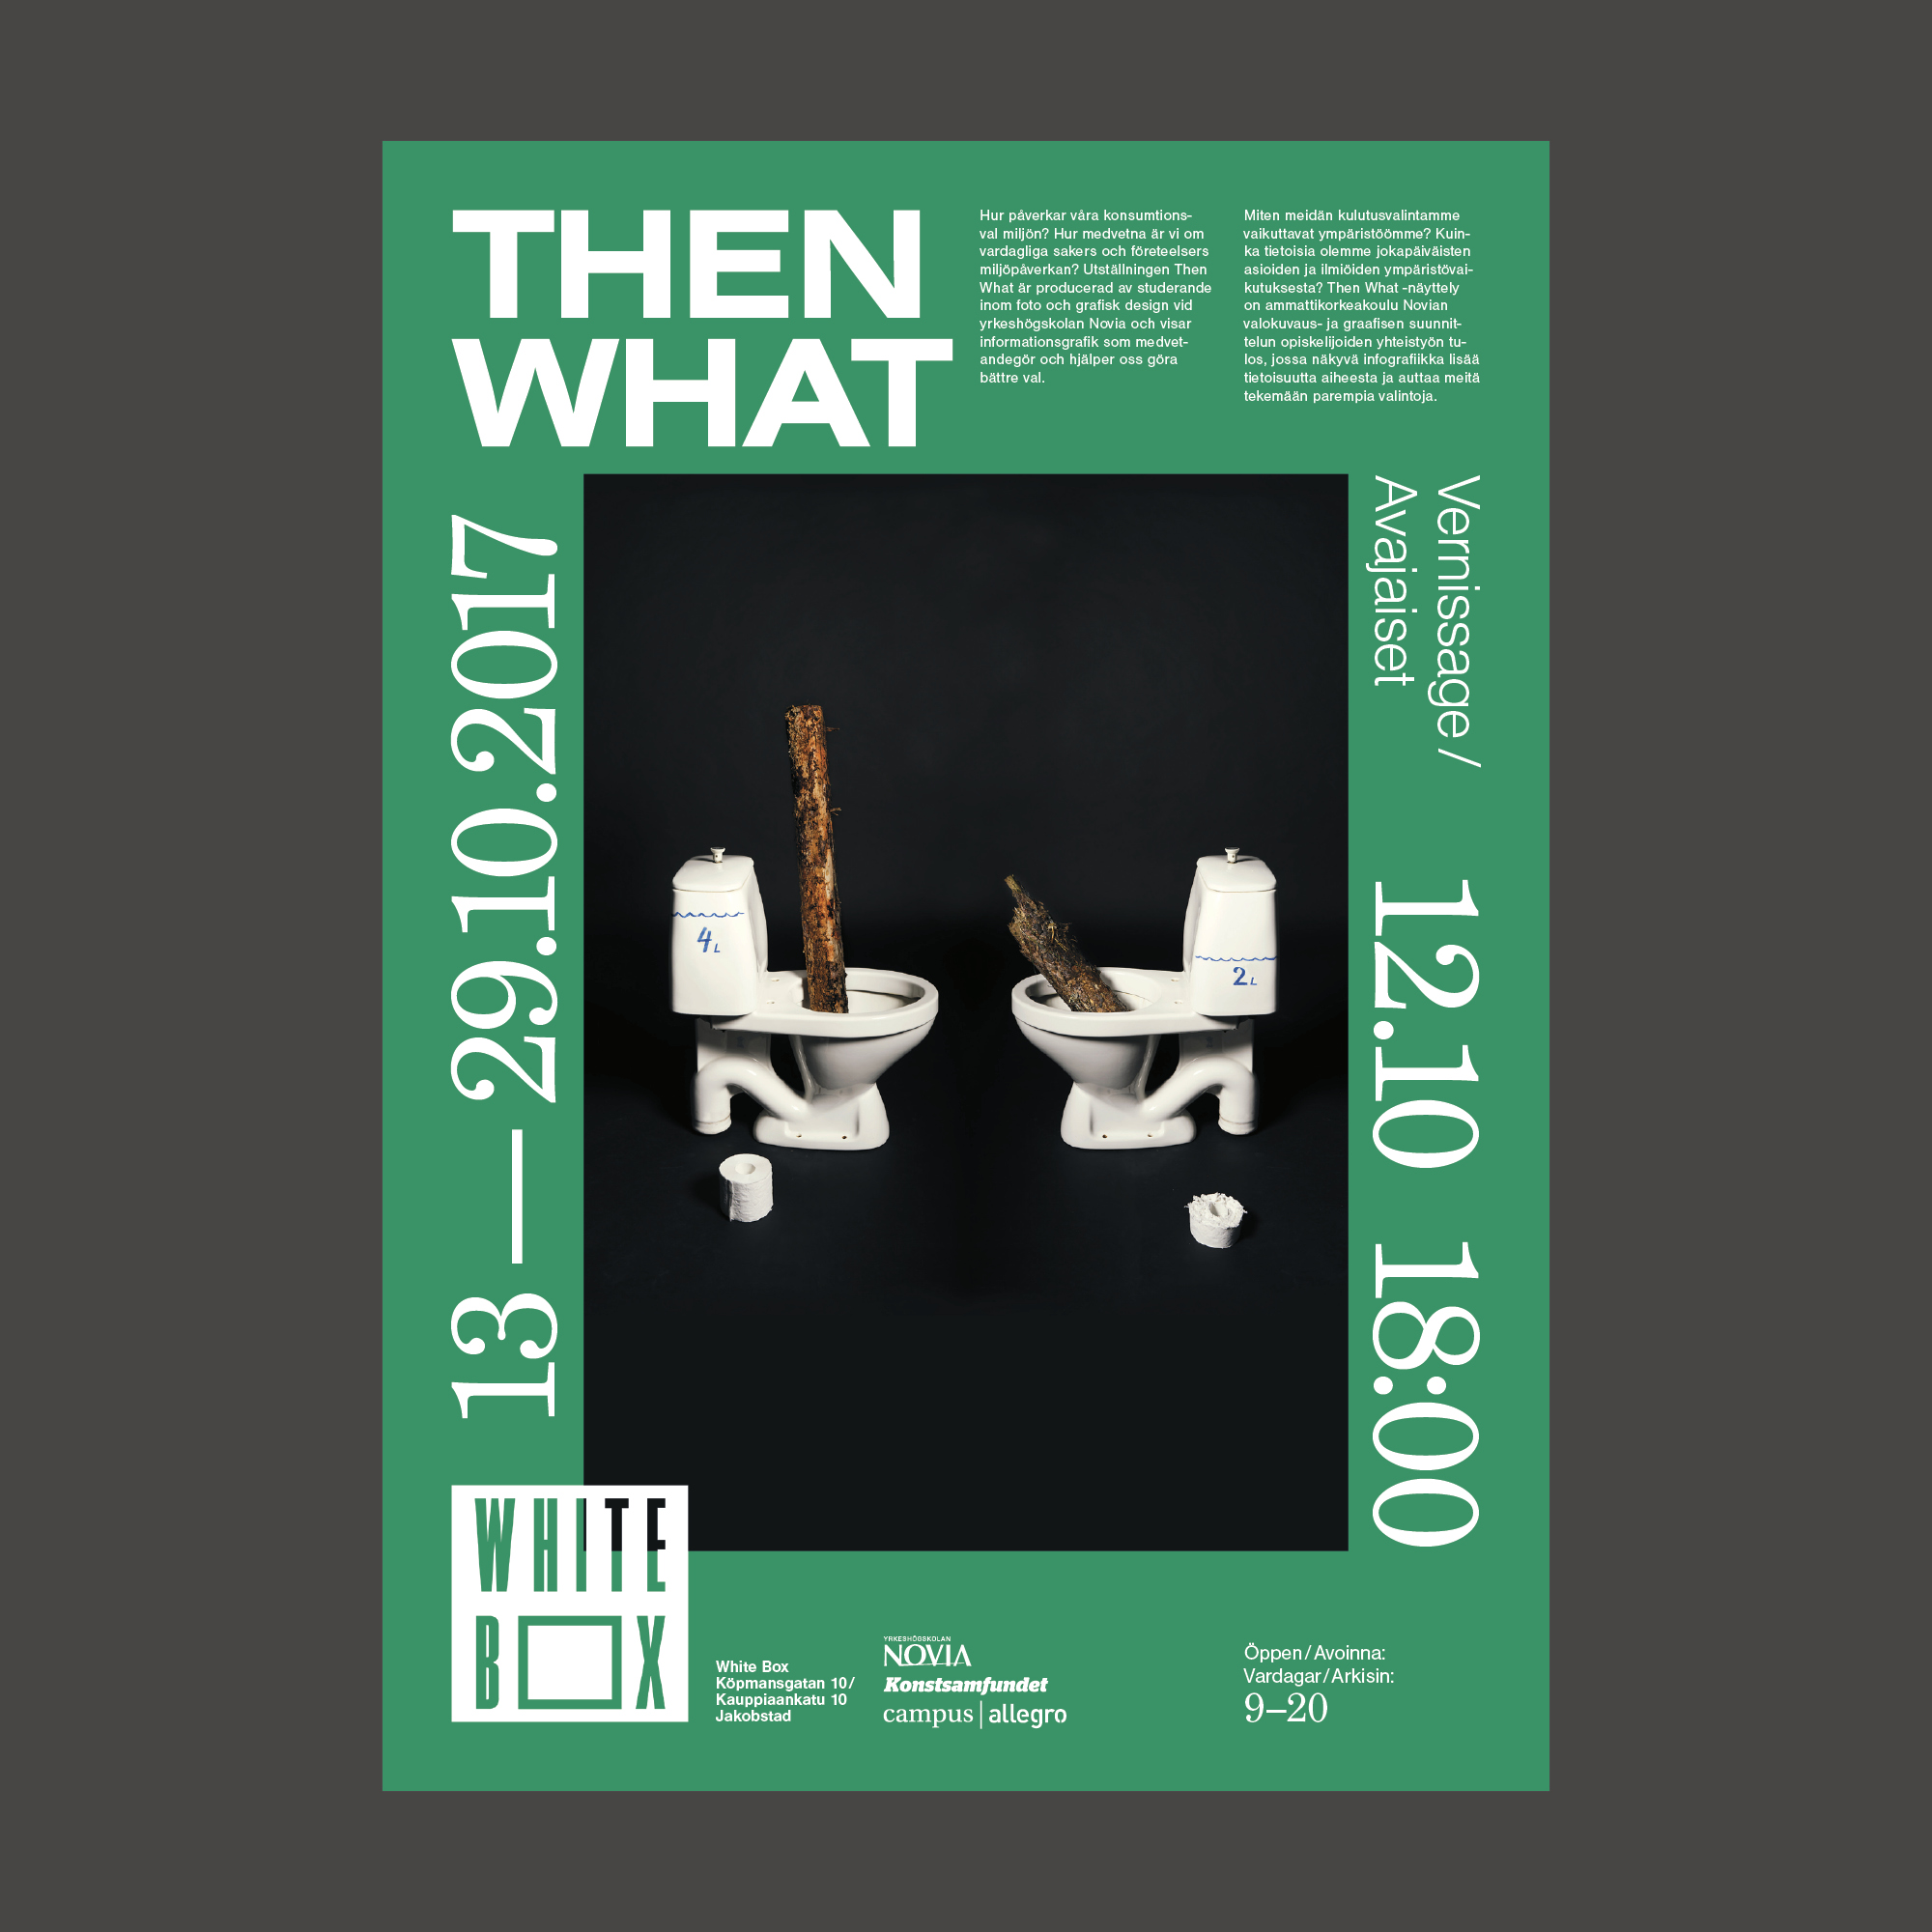 THEN
WHAT
Hur påverkar våra konsumtions-
val miljön? Hur medvetna är vi om
vardagliga sakers och företeelsers
miljöpåverkan? Utställningen Then
What är producerad av studerande
inom foto och grafisk design vid
yrkeshögskolan Novia och visar
informationsgrafik som medvet-
andegör och hjälper oss göra
bättre val.
Miten meidän kulutusvalintamme
vaikuttavat ympäristöömme? Kuin-
ka tietoisia olemme jokapäiväisten
asioiden ja ilmiöiden ympäristövai-
kutuksesta? Then What -näyttely
on ammattikorkeakoulu Novian
valokuvaus- ja graafisen suunnit-
telun opiskelijoiden yhteistyön tu-
los, jossa näkyvä infografiikka lisää
tietoisuutta aiheesta ja auttaa meitä
tekemään parempia valintoja.
13 — 29.10.2017
4L
2L
Vernissage /
Avajaiset
12.10 18:00
WHITE
BOX
White Box
Köpmansgatan 10/
Kauppiaankatu 10
Jakobstad
YRKESHÖGSKOLAN
NOVIA
Konstsamfundet
campus | allegro
Öppen/Avoinna:
Vardagar/Arkisin:
9–20